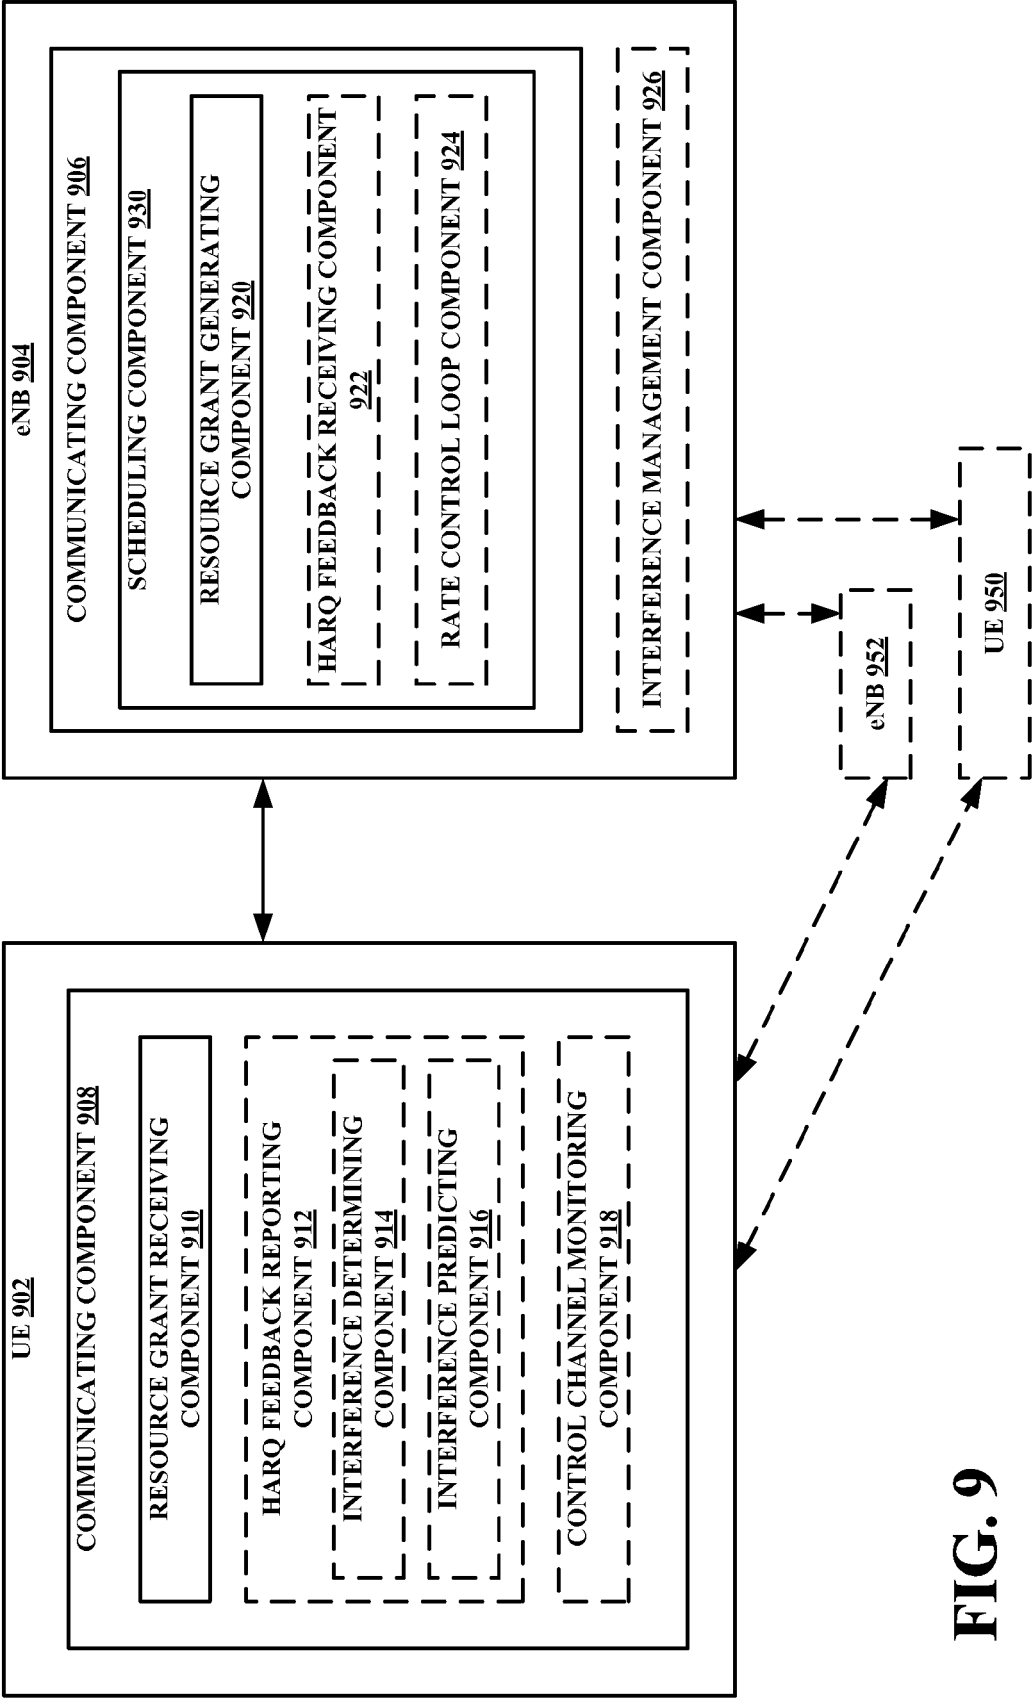 UE 902
COMMUNICATING COMPONENT 908
RESOURCE GRANT RECEIVING
COMPONENT 910
HARQ FEEDBACK REPORTING
COMPONENT 912
INTERFERENCE DETERMINING
COMPONENT 914
INTERFERENCE PREDICTING
COMPONENT 916
CONTROL CHANNEL MONITORING
COMPONENT 918
eNB 904
COMMUNICATING COMPONENT 906
SCHEDULING COMPONENT 930
RESOURCE GRANT GENERATING
COMPONENT 920
HARQ FEEDBACK RECEIVING COMPONENT
922
RATE CONTROL LOOP COMPONENT 924
INTERFERENCE MANAGEMENT COMPONENT 926
eNB 952
UE 950
FIG. 9